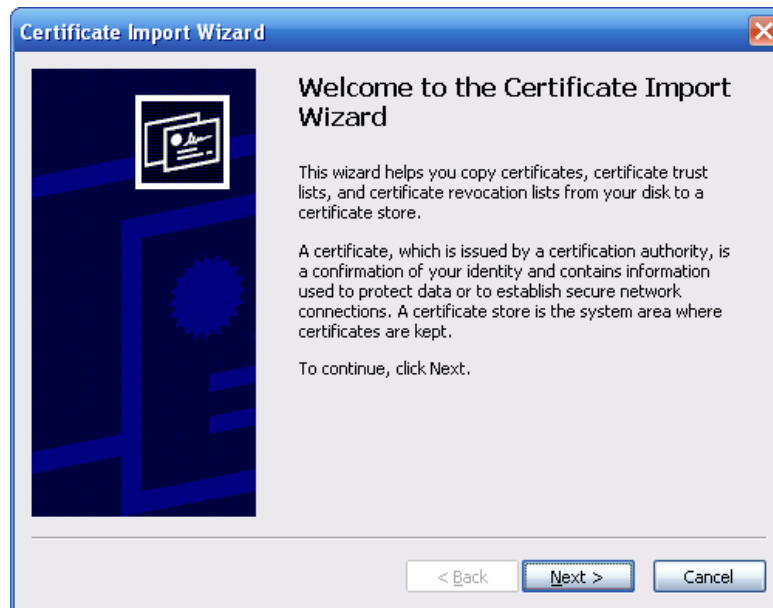 Certificate Import Wizard
Welcome to the Certificate Import
Wizard
This wizard helps you copy certificates, certificate trust
lists, and certificate revocation lists from your disk to a
certificate store.
A certificate, which is issued by a certification authority, is
a confirmation of your identity and contains information
used to protect data or to establish secure network
connections. A certificate store is the system area where
certificates are kept.
To continue, click Next.
< Back Next > Cancel